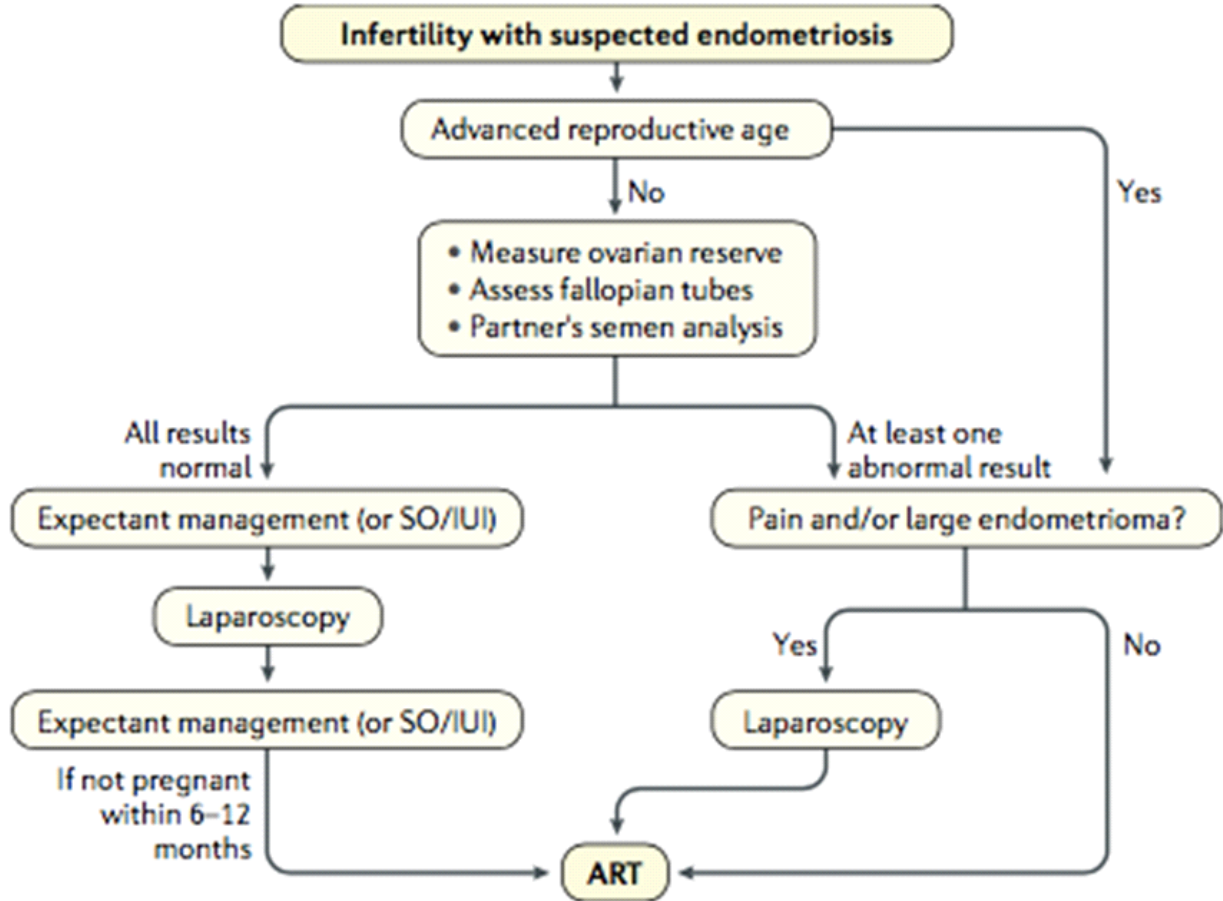 Infertility with suspected endometriosis
Advanced reproductive age
No
Yes
• Measure ovarian reserve
• Assess fallopian tubes
• Partner's semen analysis
All results
normal
At least one
abnormal result
Expectant management (or SO/IUI)
Pain and/or large endometrioma?
Laparoscopy
Yes
No
Expectant management (or SO/IUI)
Laparoscopy
If not pregnant
within 6–12
months
ART